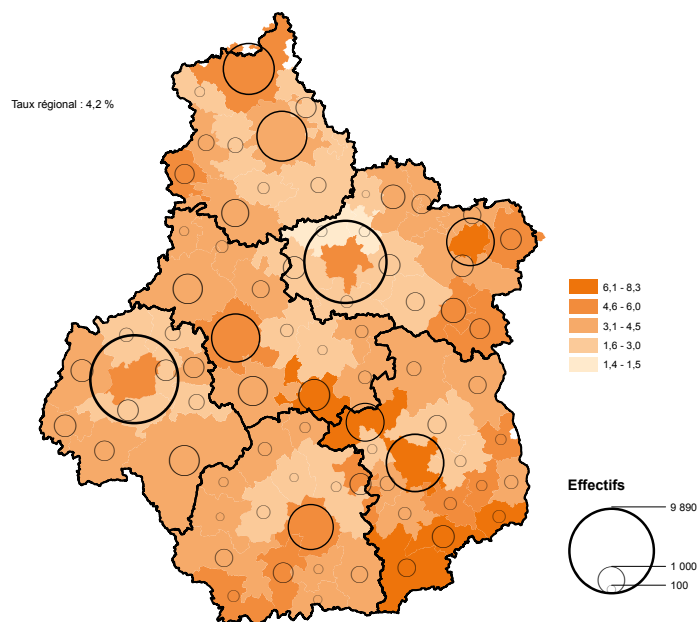 Taux régional : 4,2 %
6,1 - 8,3
4,6 - 6,0
3,1 - 4,5
1,6 - 3,0
1,4 - 1,5
Effectifs
9 890
1 000
100